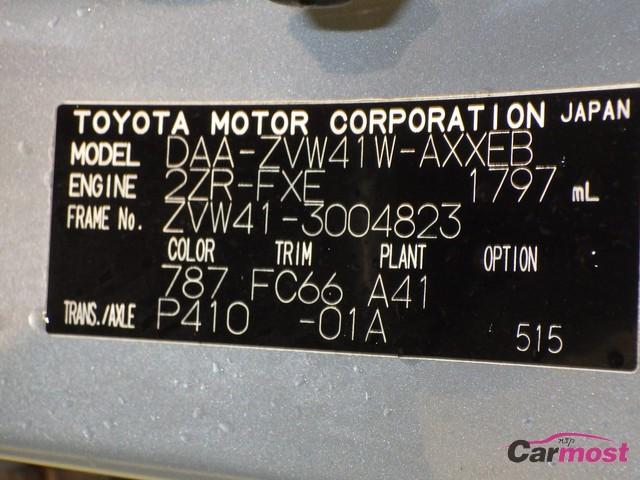 TOYOTA MOTOR CORPORATION JAPAN
MODEL DAA-ZVW41W-AXXEB
ENGINE 2ZR-FXE 1797 mL
FRAME No. ZVW41-3004823
COLOR TRIM PLANT OPTION
787 FC66 A41
TRANS./AXLE P410 -01A
515
Carmost